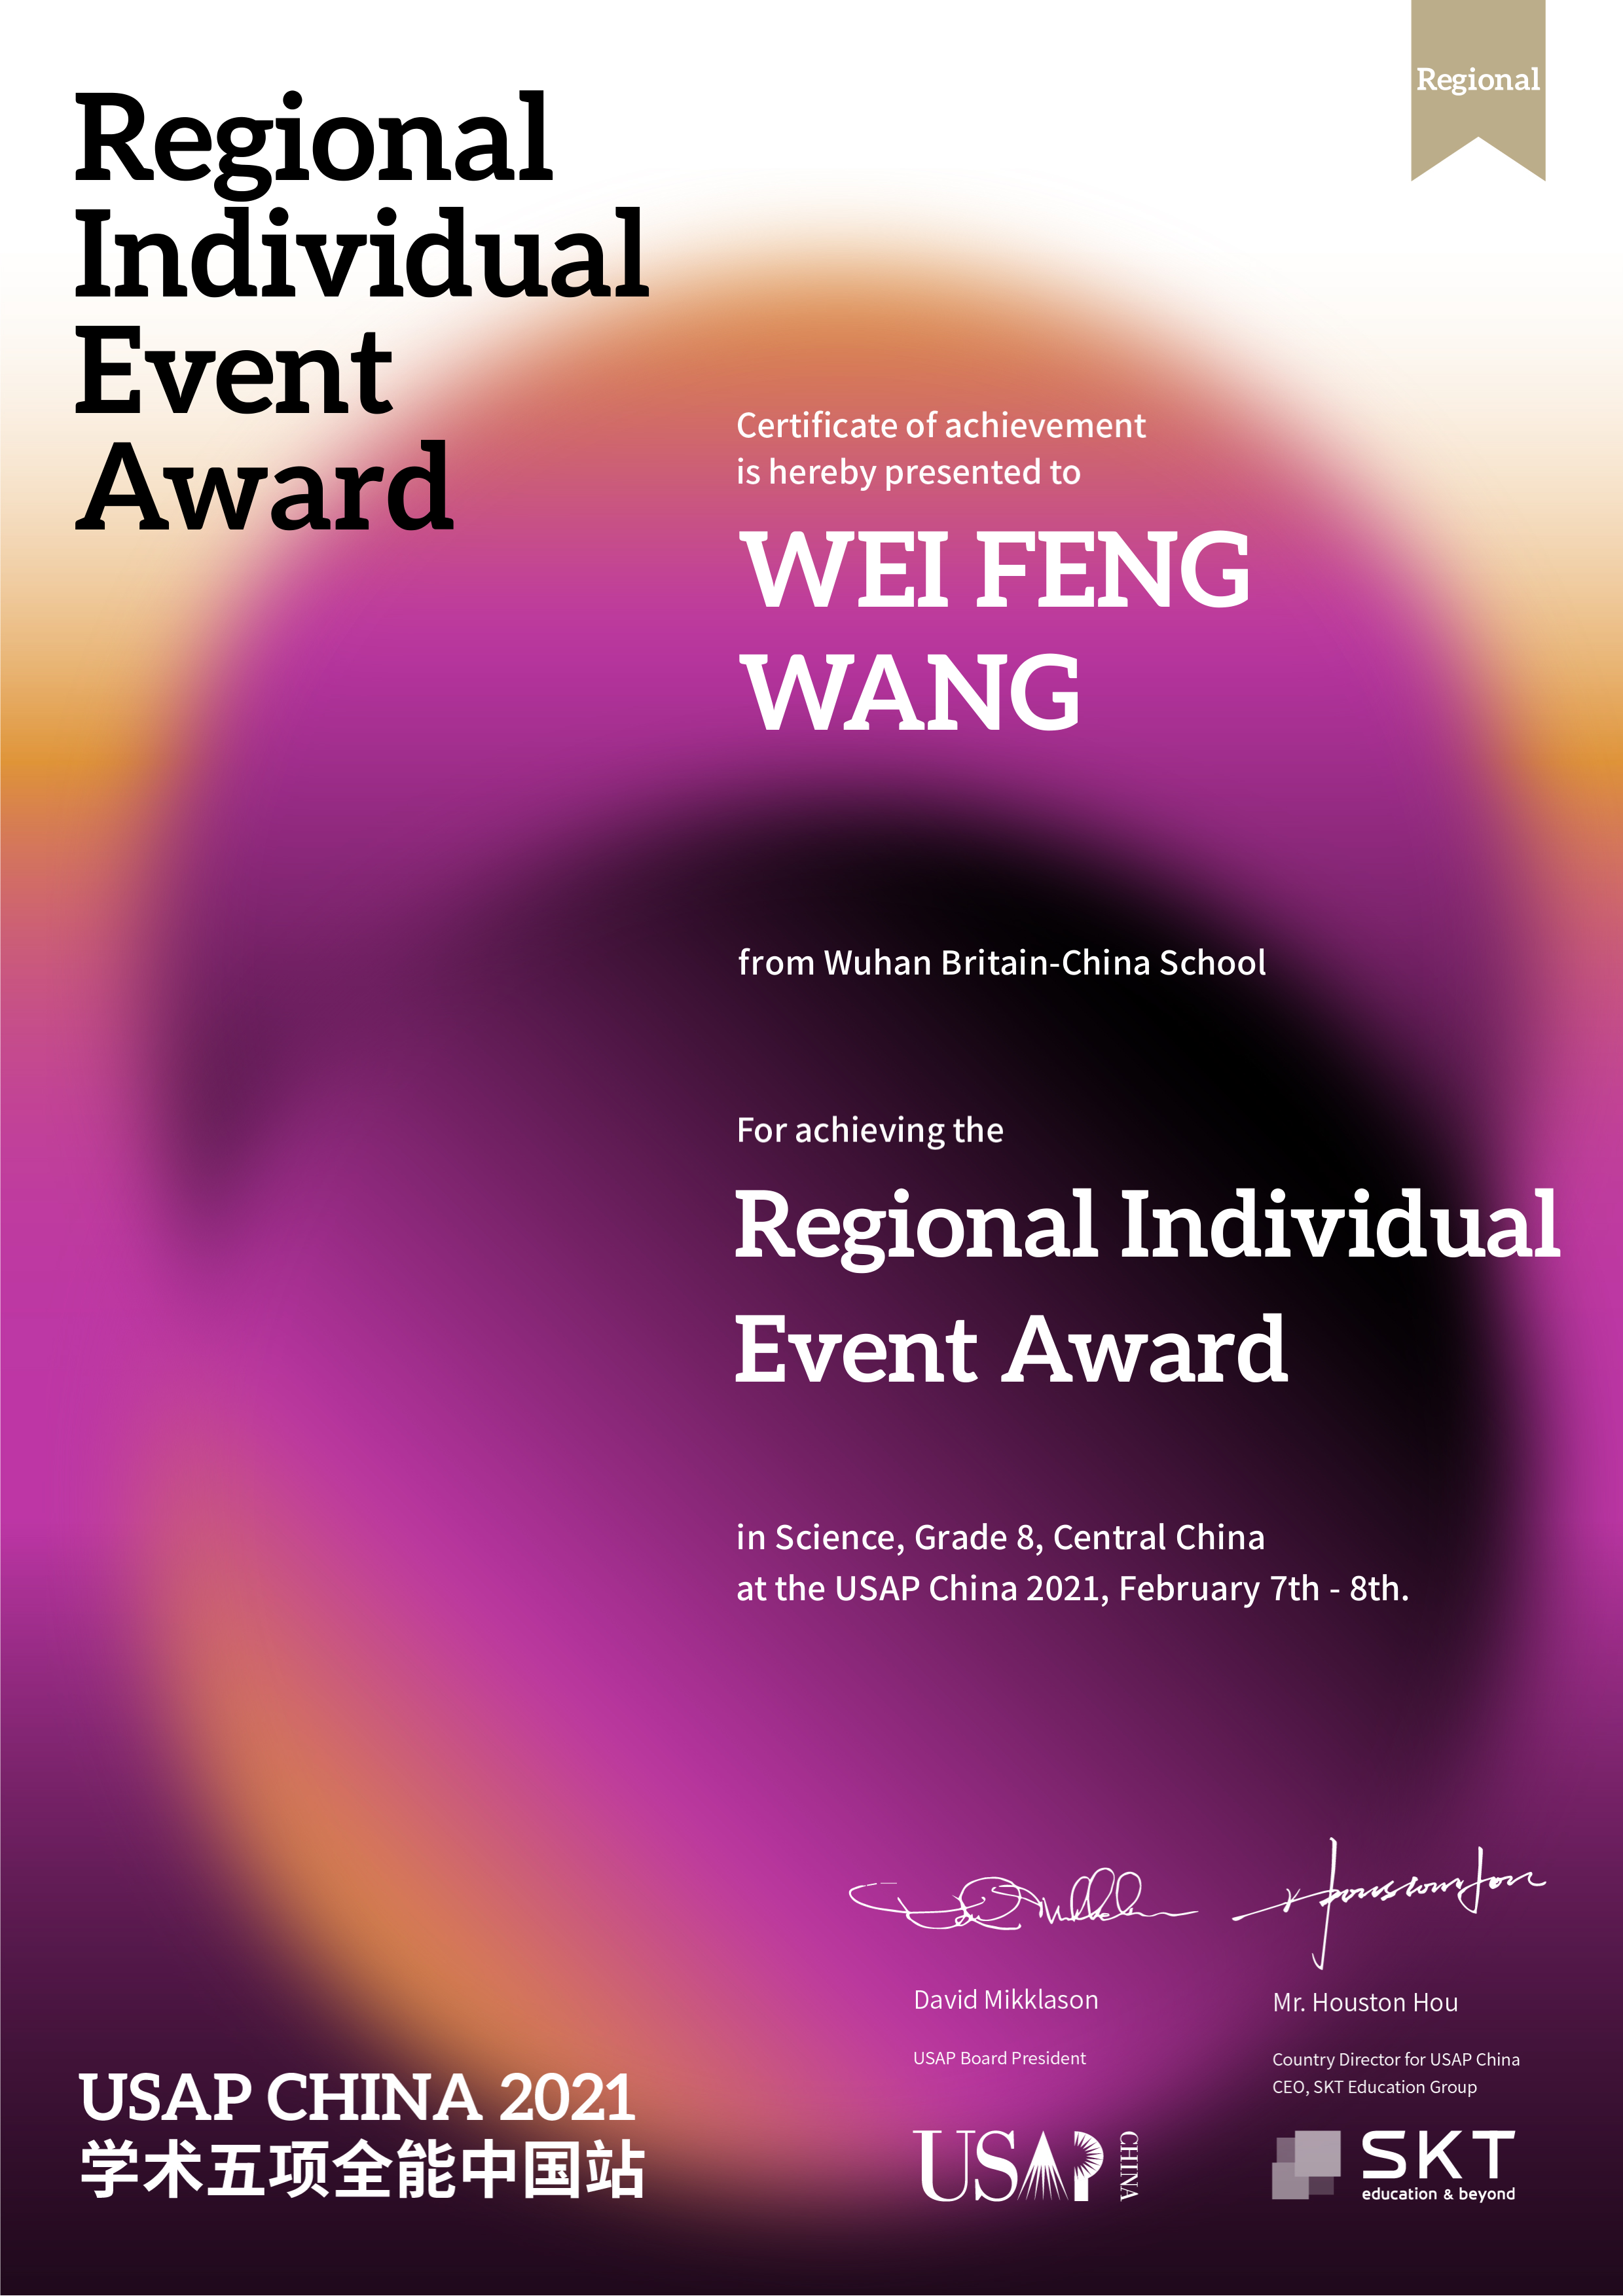 Regional
Regional
Individual
Event
Award
Certificate of achievement
is hereby presented to
WEI FENG
WANG
from Wuhan Britain-China School
For achieving the
Regional Individual
Event Award
in Science, Grade 8, Central China
at the USAP China 2021, February 7th - 8th.
David Mikklason
Mr. Houston Hou
USAP Board President
Country Director for USAP China
CEO, SKT Education Group
USAP CHINA 2021
学术五项全能中国站
USAP CHINA
SKT
education & beyond